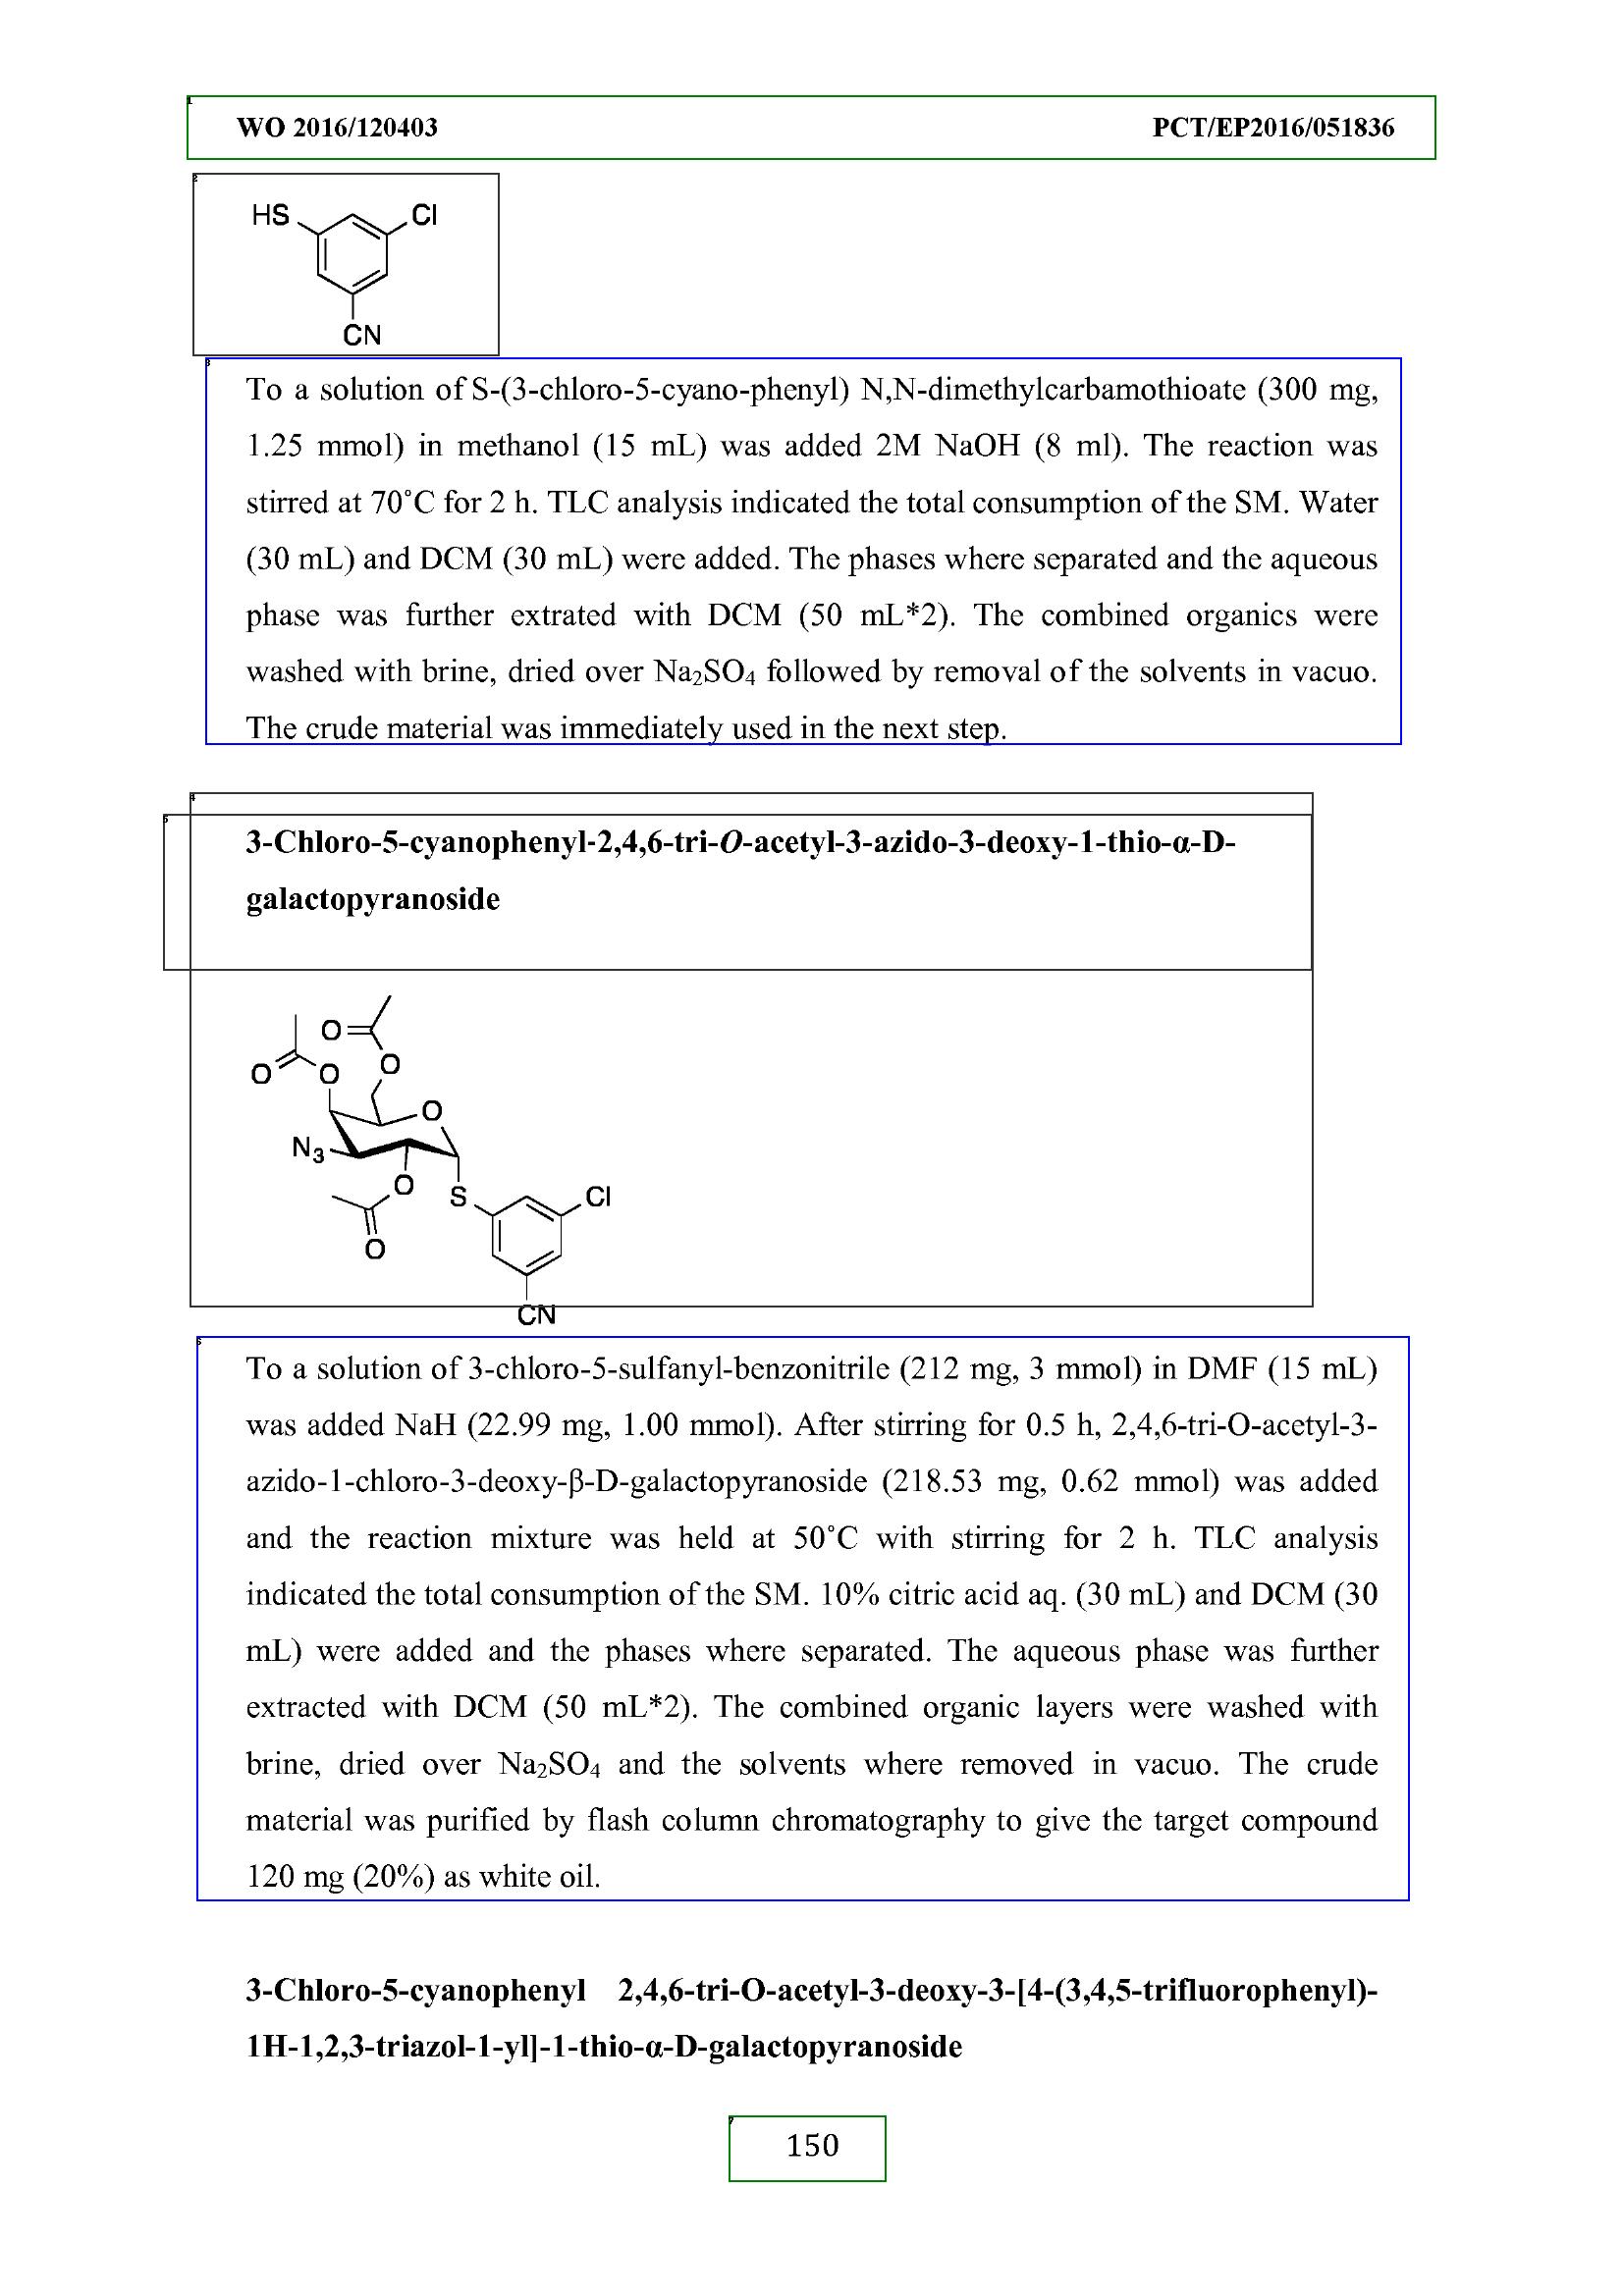 WO 2016/120403 PCT/EP2016/051836
HS Cl
CN
To a solution of S-(3-chloro-5-cyano-phenyl) N,N-dimethylcarbamothioate (300 mg,
1.25 mmol) in methanol (15 mL) was added 2M NaOH (8 ml). The reaction was
stirred at 70˚C for 2 h. TLC analysis indicated the total consumption of the SM. Water
(30 mL) and DCM (30 mL) were added. The phases where separated and the aqueous
phase was further extrated with DCM (50 mL*2). The combined organics were
washed with brine, dried over Na₂SO₄ followed by removal of the solvents in vacuo.
The crude material was immediately used in the next step.
3-Chloro-5-cyanophenyl-2,4,6-tri-O-acetyl-3-azido-3-deoxy-1-thio-α-D-
galactopyranoside
O
O
O O
O
N₃
O
S Cl
O
CN
To a solution of 3-chloro-5-sulfanyl-benzonitrile (212 mg, 3 mmol) in DMF (15 mL)
was added NaH (22.99 mg, 1.00 mmol). After stirring for 0.5 h, 2,4,6-tri-O-acetyl-3-
azido-1-chloro-3-deoxy-β-D-galactopyranoside (218.53 mg, 0.62 mmol) was added
and the reaction mixture was held at 50˚C with stirring for 2 h. TLC analysis
indicated the total consumption of the SM. 10% citric acid aq. (30 mL) and DCM (30
mL) were added and the phases where separated. The aqueous phase was further
extracted with DCM (50 mL*2). The combined organic layers were washed with
brine, dried over Na₂SO₄ and the solvents where removed in vacuo. The crude
material was purified by flash column chromatography to give the target compound
120 mg (20%) as white oil.
3-Chloro-5-cyanophenyl 2,4,6-tri-O-acetyl-3-deoxy-3-[4-(3,4,5-trifluorophenyl)-
1H-1,2,3-triazol-1-yl]-1-thio-α-D-galactopyranoside
150